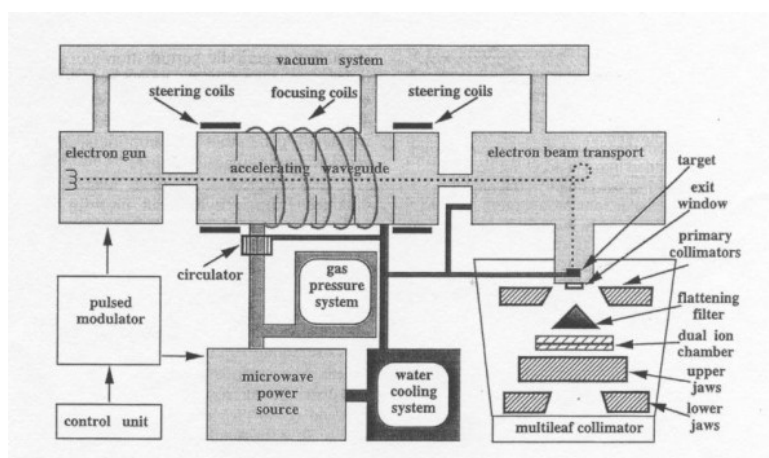 vacuum system
steering coils
focusing coils
steering coils
electron gun
accelerating waveguide
electron beam transport
target
exit
window
primary
collimators
circulator
gas
pressure
system
pulsed
modulator
flattening
filter
dual ion
chamber
microwave
power
source
water
cooling
system
upper
jaws
control unit
lower
jaws
multileaf collimator